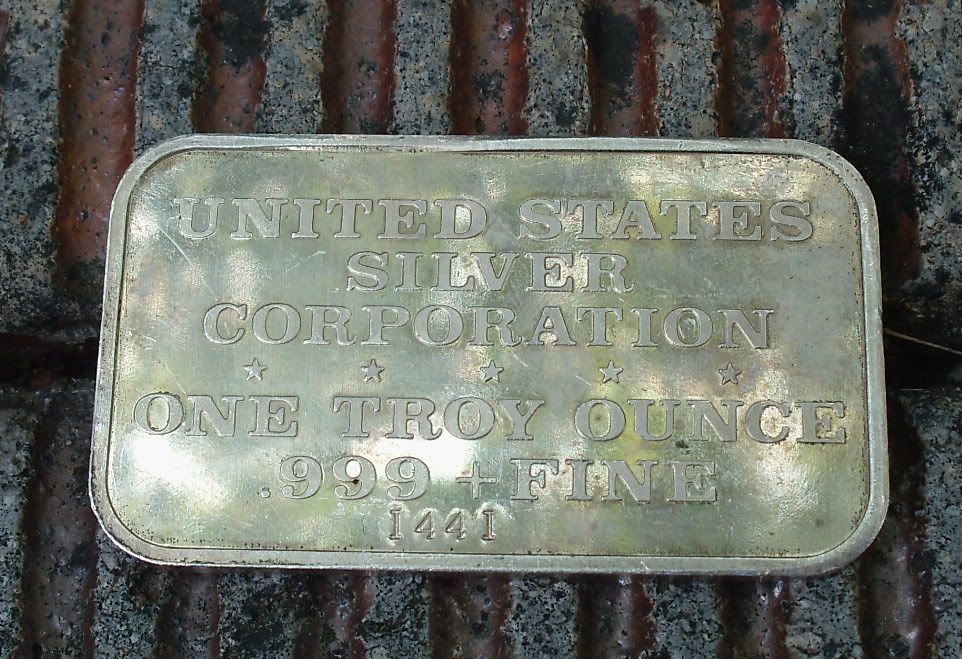 UNITED STATES
SILVER
CORPORATION
ONE TROY OUNCE
.999 + FINE
1441